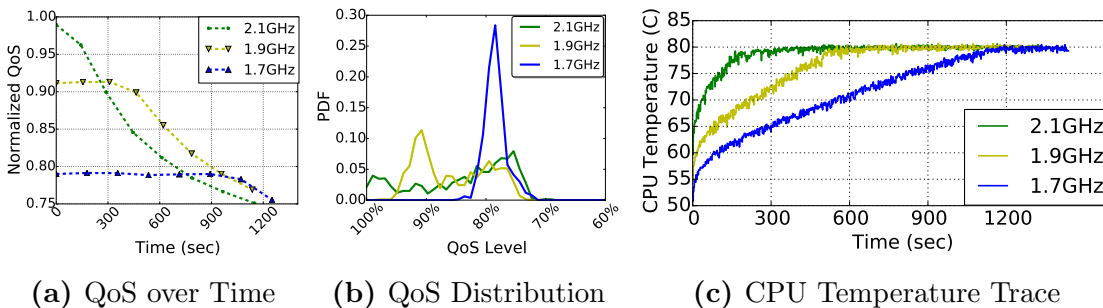 Normalized QoS
1.00
0.95
0.90
0.85
0.80
0.75
0
300
600
900
1200
Time (sec)
2.1GHz
1.9GHz
1.7GHz
(a) QoS over Time
PDF
0.30
0.25
0.20
0.15
0.10
0.05
0.00
100%
90%
80%
70%
60%
QoS Level
2.1GHz
1.9GHz
1.7GHz
(b) QoS Distribution
CPU Temperature (C)
85
80
75
70
65
60
55
50
0
300
600
900
1200
Time (sec)
2.1GHz
1.9GHz
1.7GHz
(c) CPU Temperature Trace